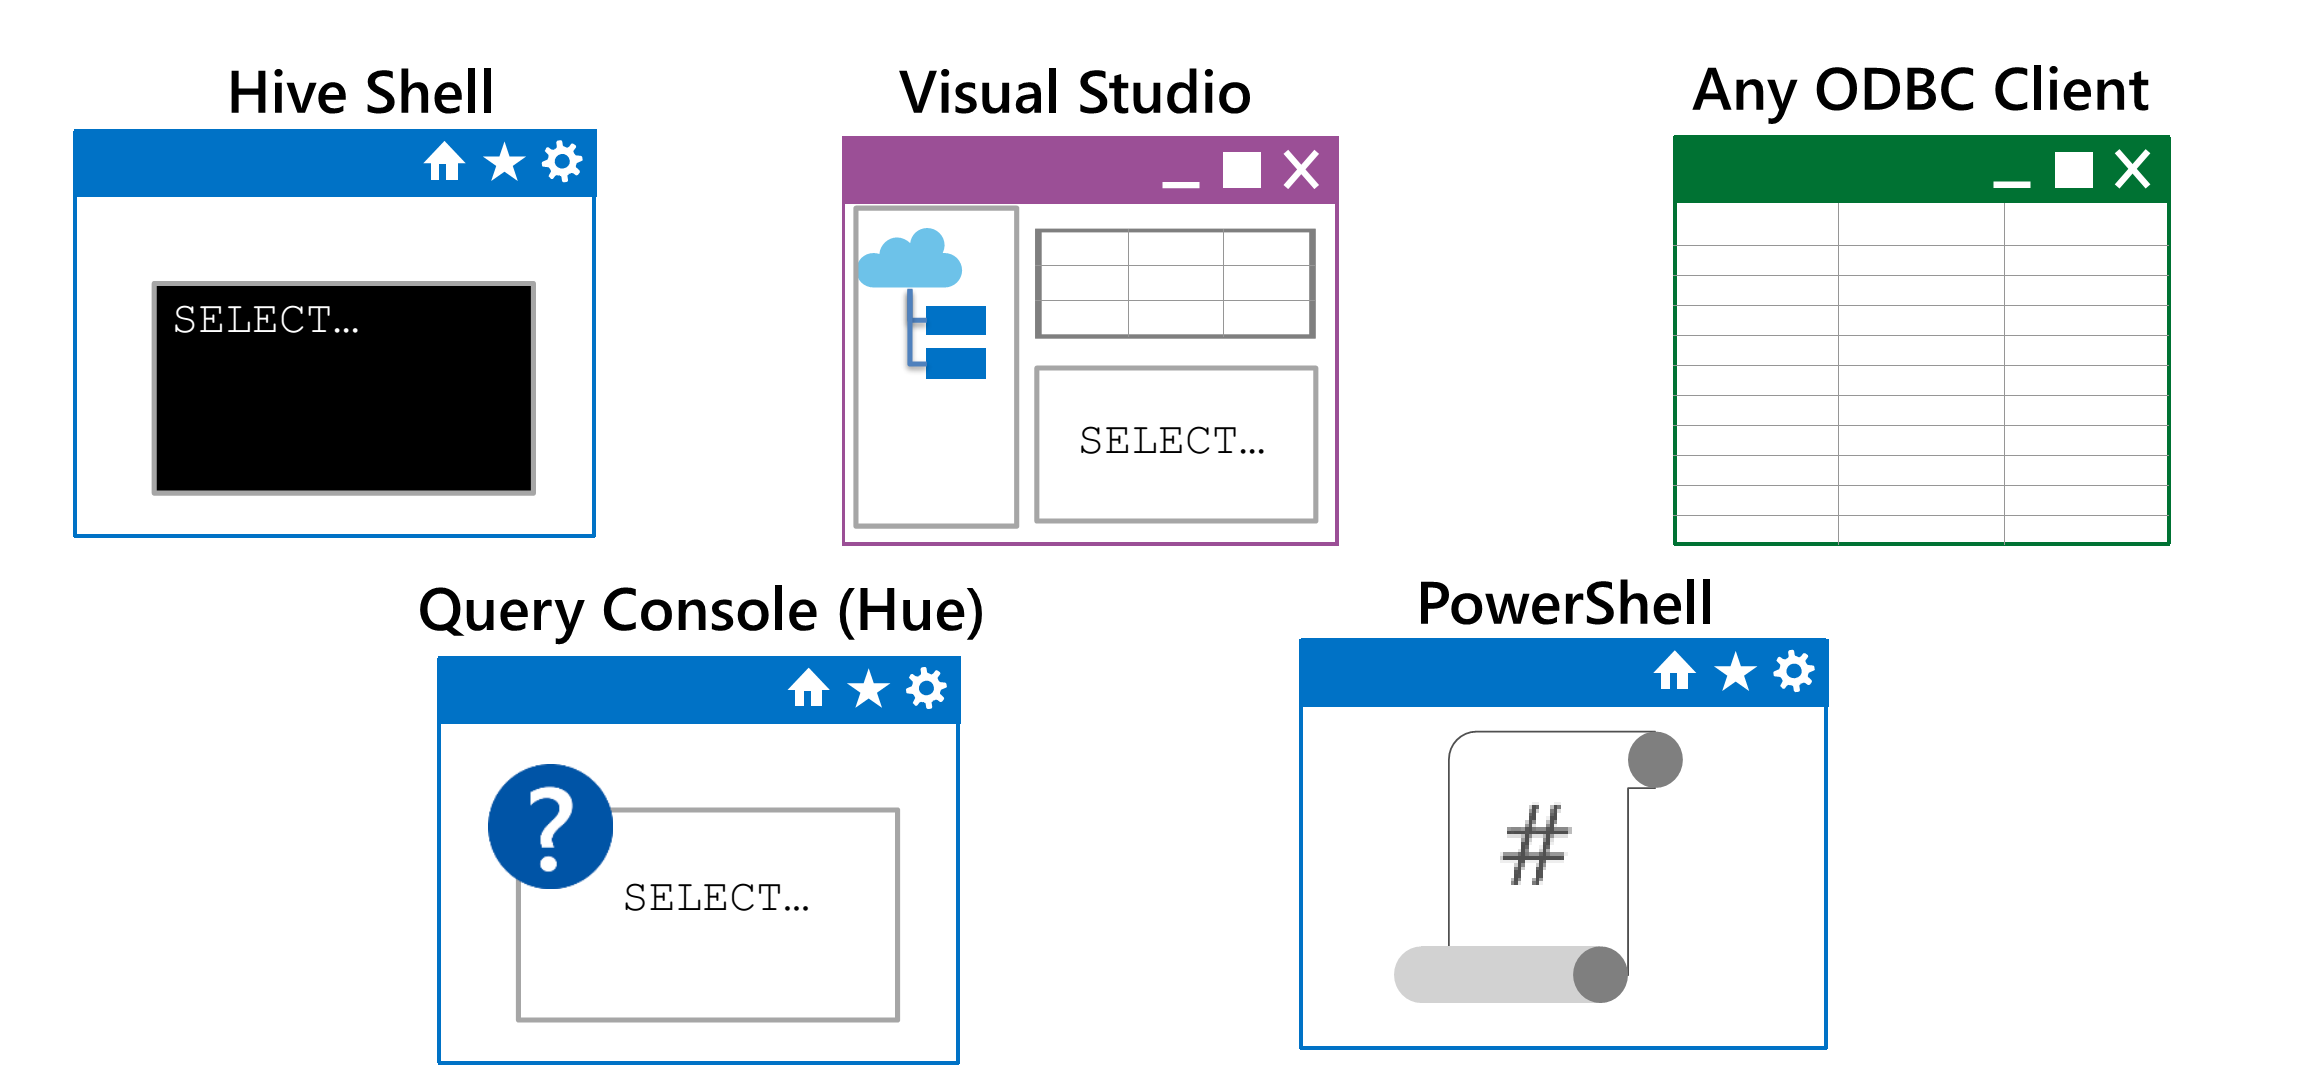 Hive Shell
Visual Studio
Any ODBC Client
SELECT…
SELECT…
Query Console (Hue)
PowerShell
?
SELECT…
#